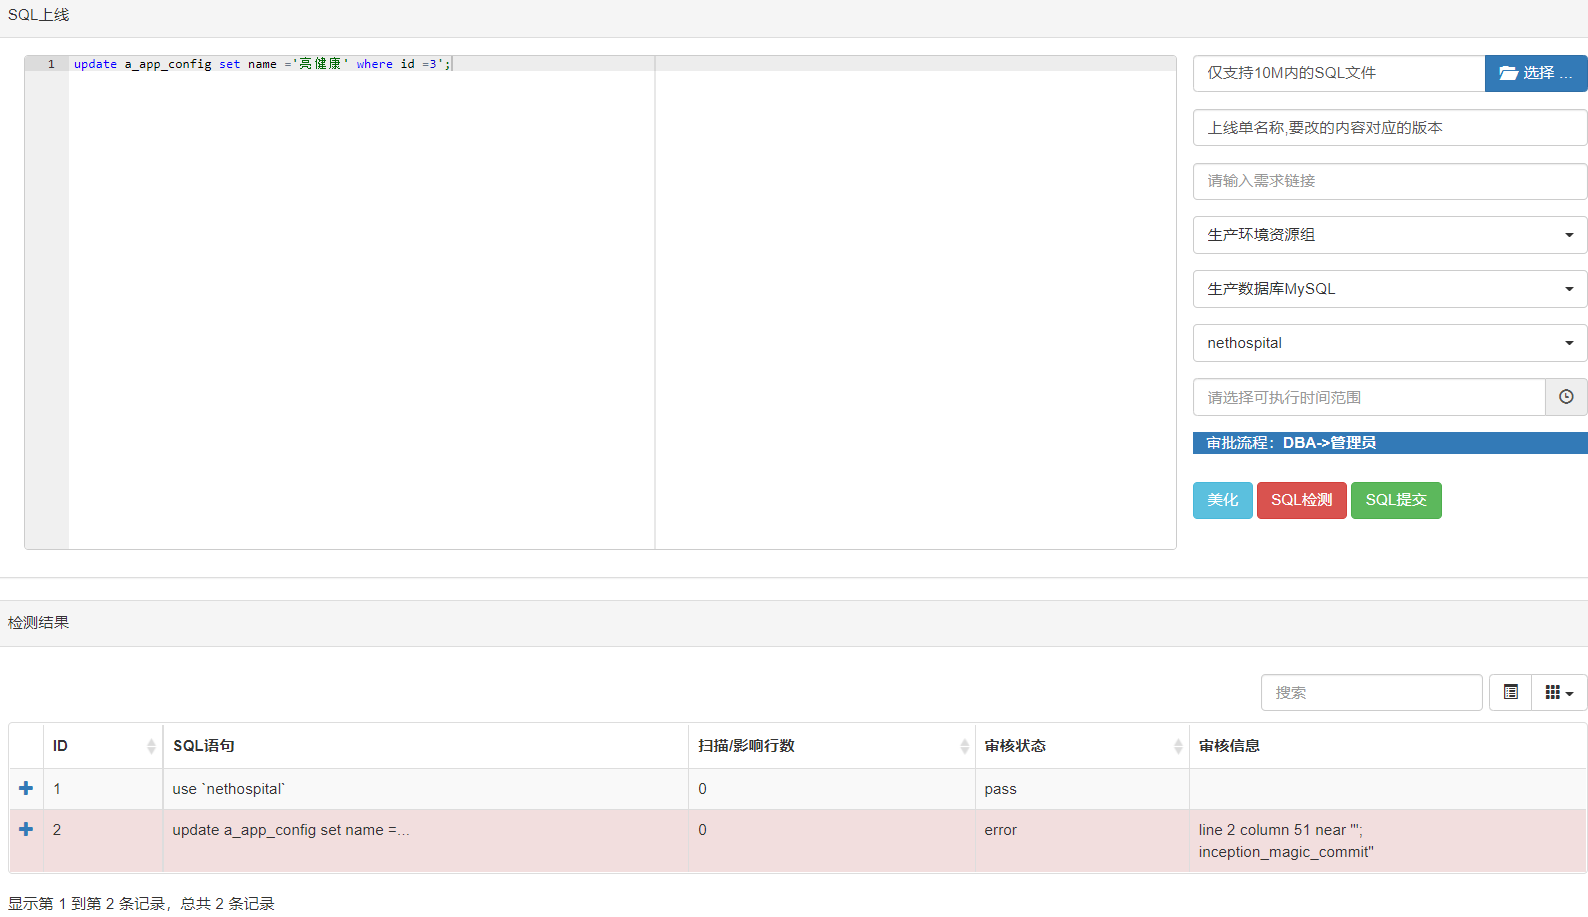 SQL上线
1 update a_app_config set name ='亮健康' where id =3';
仅支持10M内的SQL文件
选择 ...
上线单名称,要改的内容对应的版本
请输入需求链接
生产环境资源组
生产数据库MySQL
nethospital
请选择可执行时间范围
审批流程：DBA->管理员
美化 SQL检测 SQL提交
检测结果
搜索
ID SQL语句 扫描/影响行数 审核状态 审核信息
1 use `nethospital` 0 pass
2 update a_app_config set name =... 0 error line 2 column 51 near "';
inception_magic_commit"
显示第 1 到第 2 条记录，总共 2 条记录